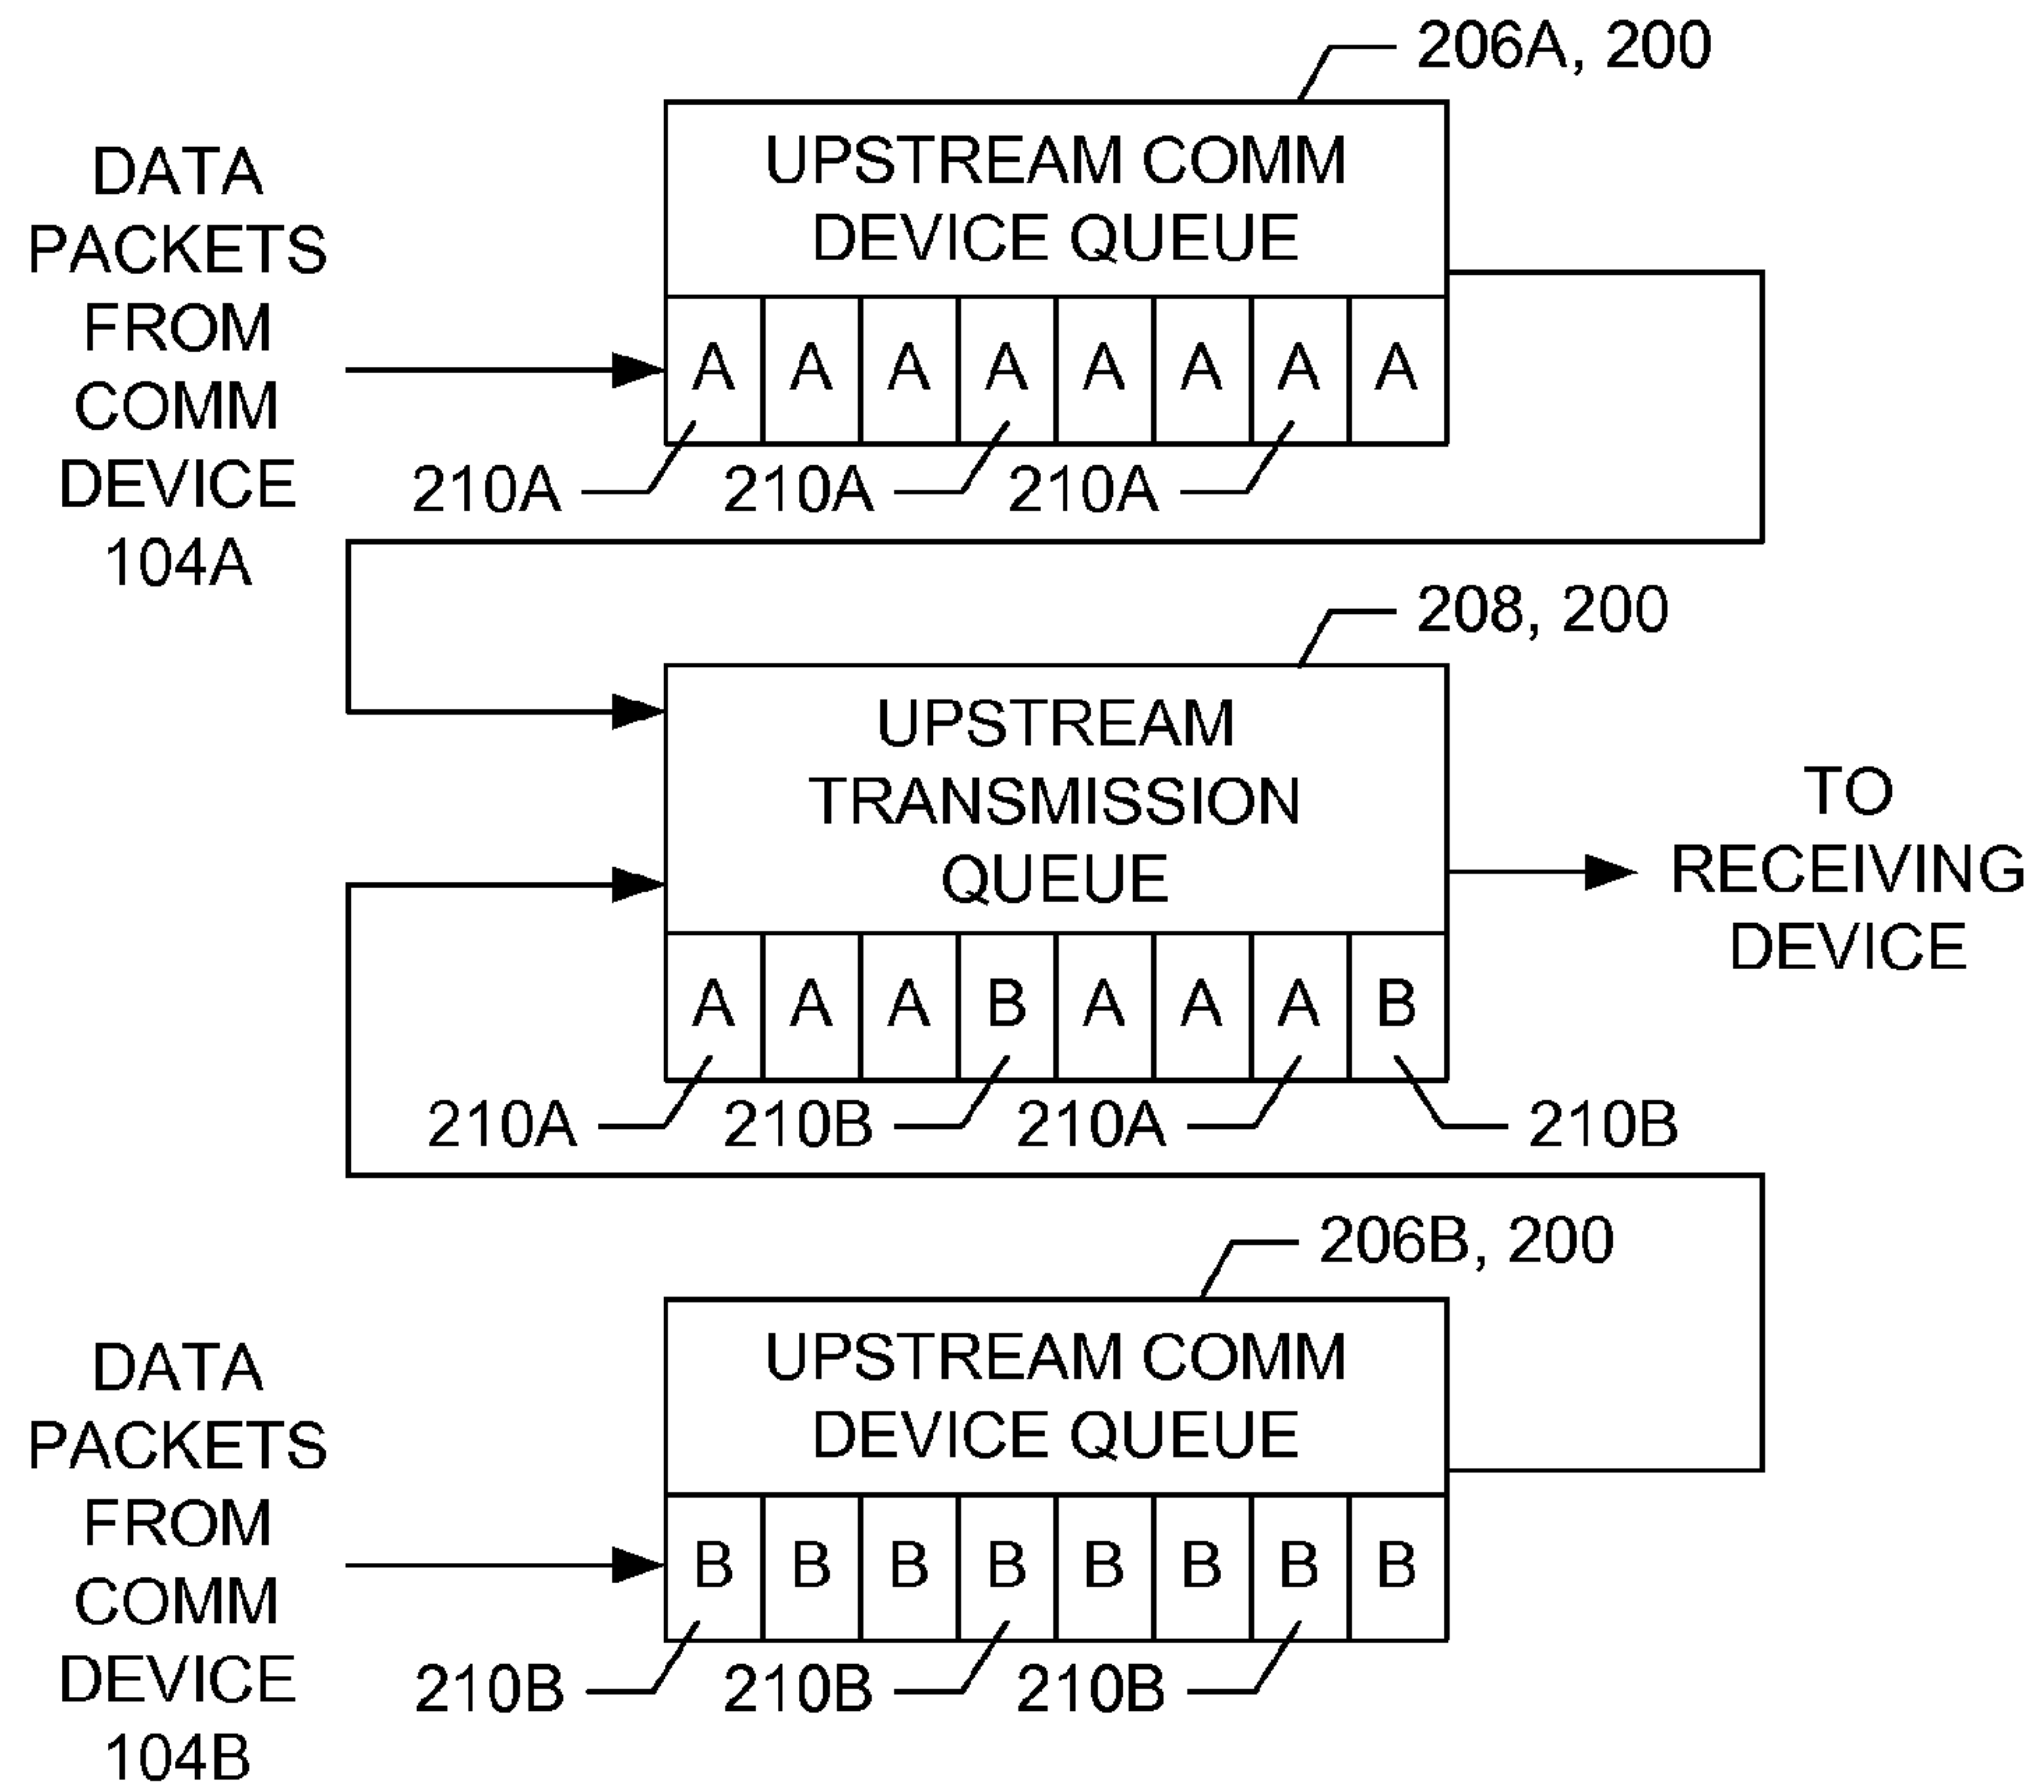 206A, 200
UPSTREAM COMM
DEVICE QUEUE
DATA
PACKETS
FROM
COMM
DEVICE
104A
A A A A A A A A
210A 210A 210A
208, 200
UPSTREAM
TRANSMISSION
QUEUE
TO
RECEIVING
DEVICE
A A A B A A A B
210A 210B 210A 210B
206B, 200
UPSTREAM COMM
DEVICE QUEUE
DATA
PACKETS
FROM
COMM
DEVICE
104B
B B B B B B B B
210B 210B 210B